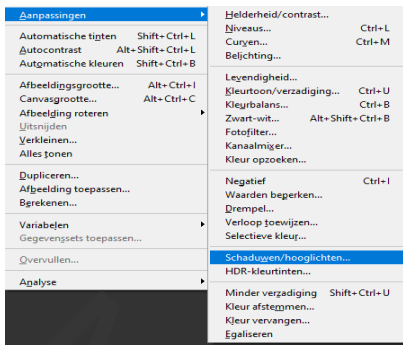 Aanpassingen
Automatische tinten Shift+Ctrl+L
Autocontrast Alt+Shift+Ctrl+L
Automatische kleuren Shift+Ctrl+B
Afbeeldingsgrootte... Alt+Ctrl+I
Canvasgrootte... Alt+Ctrl+C
Afbeelding roteren
Uitsnijden
Verkleinen...
Alles tonen
Dupliceren...
Afbeelding toepassen...
Berekenen...
Variabelen
Gegevenssets toepassen...
Overvullen...
Analyse
Helderheid/contrast...
Niveaus... Ctrl+L
Curven... Ctrl+M
Belichting...
Levendigheid...
Kleurtoon/verzadiging... Ctrl+U
Kleurbalans... Ctrl+B
Zwart-wit... Alt+Shift+Ctrl+B
Fotofilter...
Kanaalmixer...
Kleur opzoeken...
Negatief Ctrl+I
Waarden beperken...
Drempel...
Verloop toewijzen...
Selectieve kleur...
Schaduwen/hooglichten...
HDR-kleurtinten...
Minder verzadiging Shift+Ctrl+U
Kleur afstemmen...
Kleur vervangen...
Egaliseren